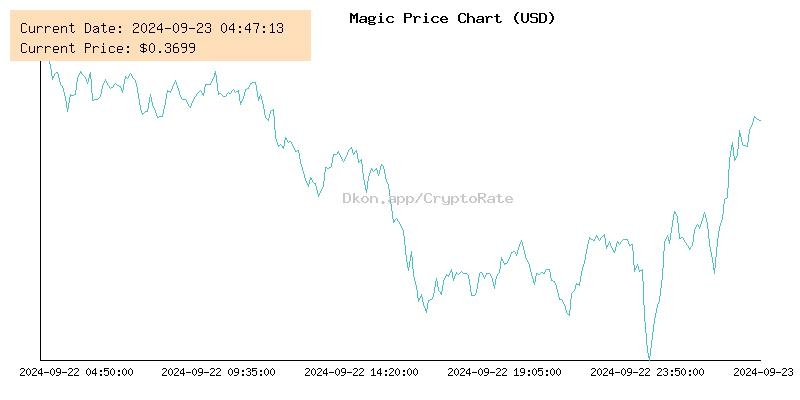 Magic Price Chart (USD)
Current Date: 2024-09-23 04:47:13
Current Price: $0.3699
Dkon.app/CryptoRate
2024-09-22 04:50:00 2024-09-22 09:35:00 2024-09-22 14:20:00 2024-09-22 19:05:00 2024-09-22 23:50:00 2024-09-23